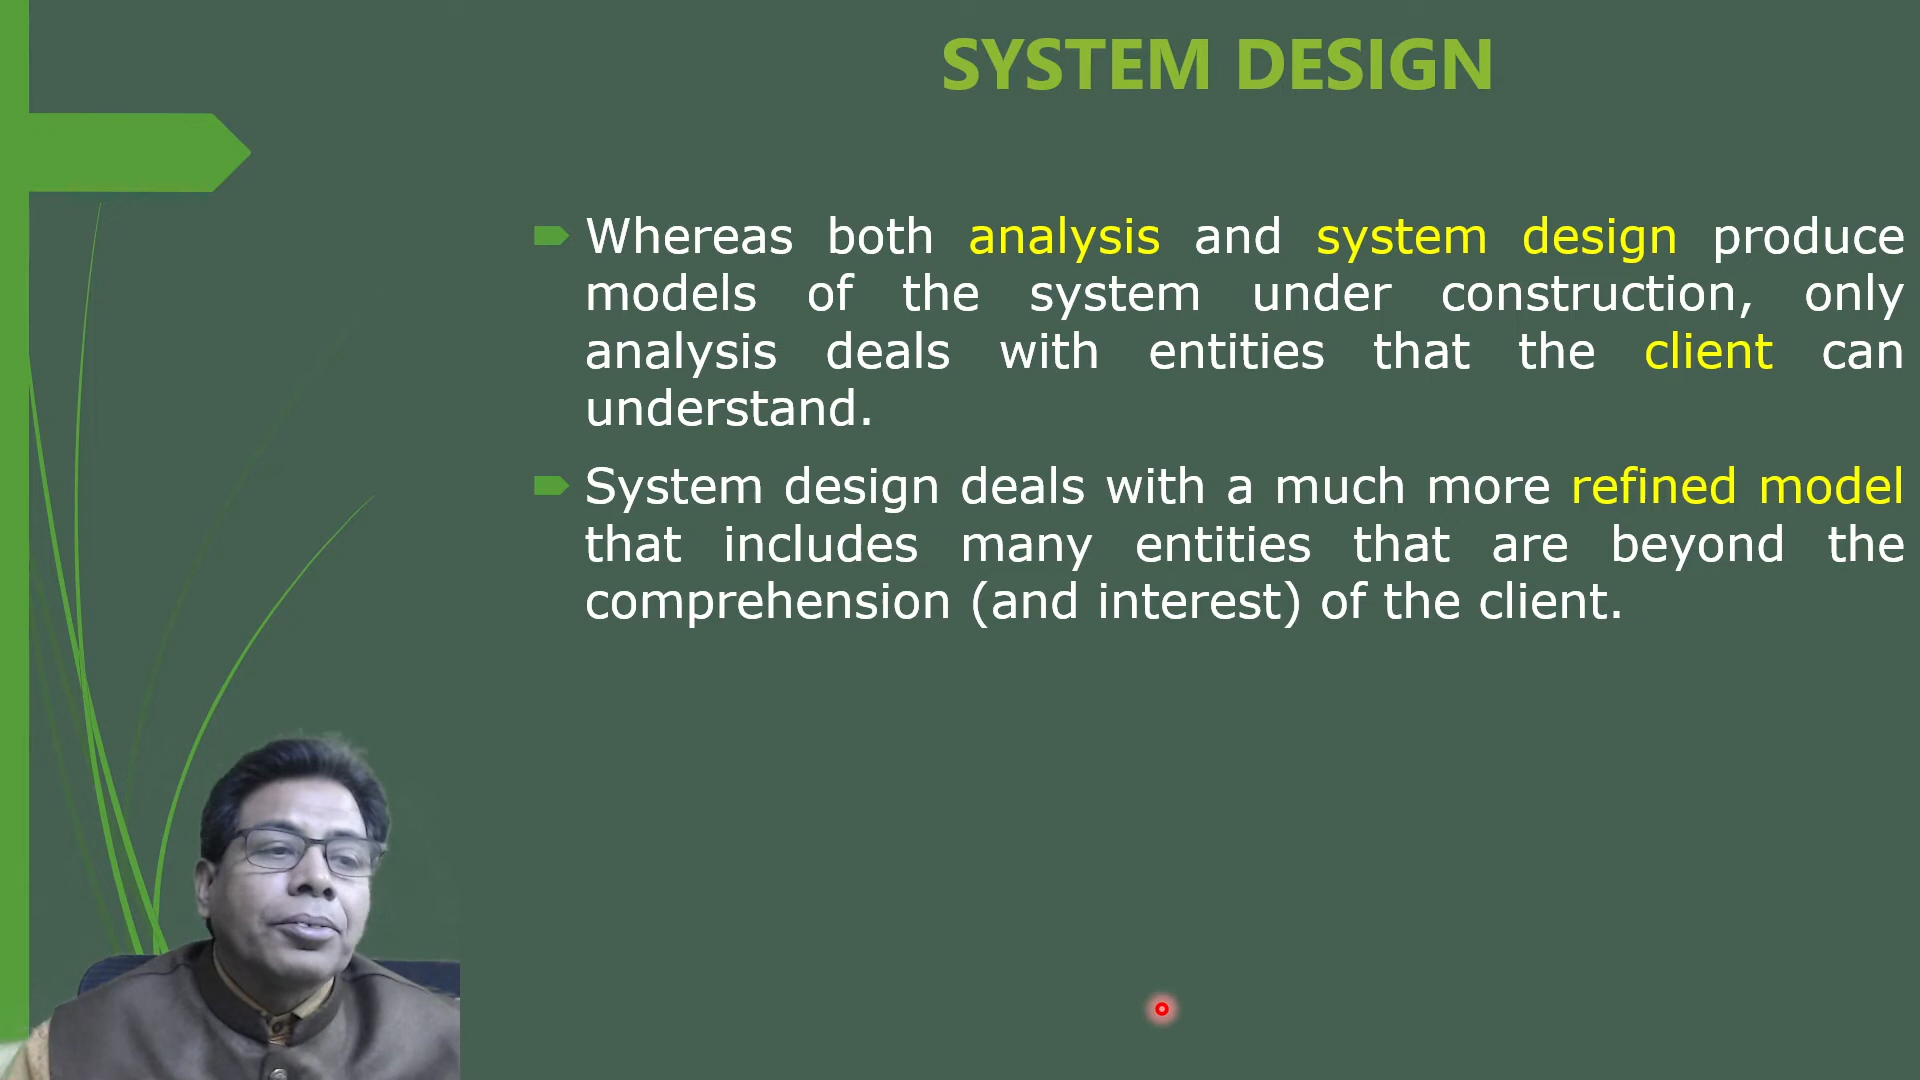 SYSTEM DESIGN
Whereas both analysis and system design produce
models of the system under construction, only
analysis deals with entities that the client can
understand.
System design deals with a much more refined model
that includes many entities that are beyond the
comprehension (and interest) of the client.